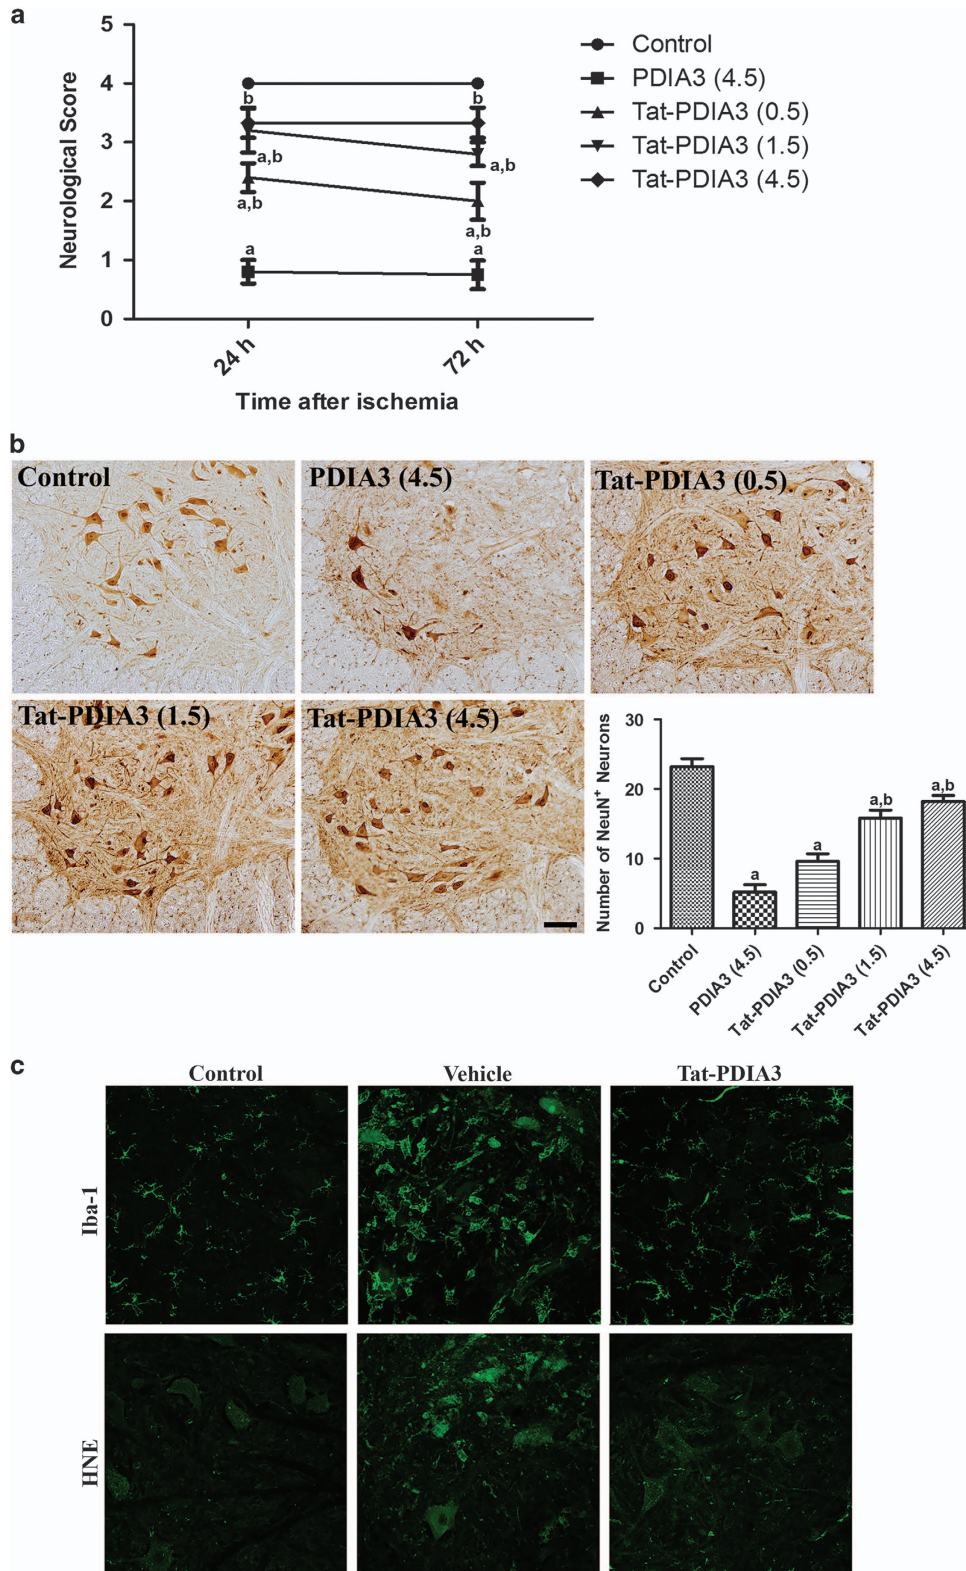 a
5
4
3
2
1
0
Neurological Score
b
b
a,b
a,b
a,b
a,b
a
a
24 h
72 h
Time after ischemia
Control
PDIA3 (4.5)
Tat-PDIA3 (0.5)
Tat-PDIA3 (1.5)
Tat-PDIA3 (4.5)
b
Control
PDIA3 (4.5)
Tat-PDIA3 (0.5)
Tat-PDIA3 (1.5)
Tat-PDIA3 (4.5)
30
20
10
0
Number of NeuN⁺ Neurons
a
a
a,b
a,b
Control
PDIA3 (4.5)
Tat-PDIA3 (0.5)
Tat-PDIA3 (1.5)
Tat-PDIA3 (4.5)
c
Control
Vehicle
Tat-PDIA3
Iba-1
HNE